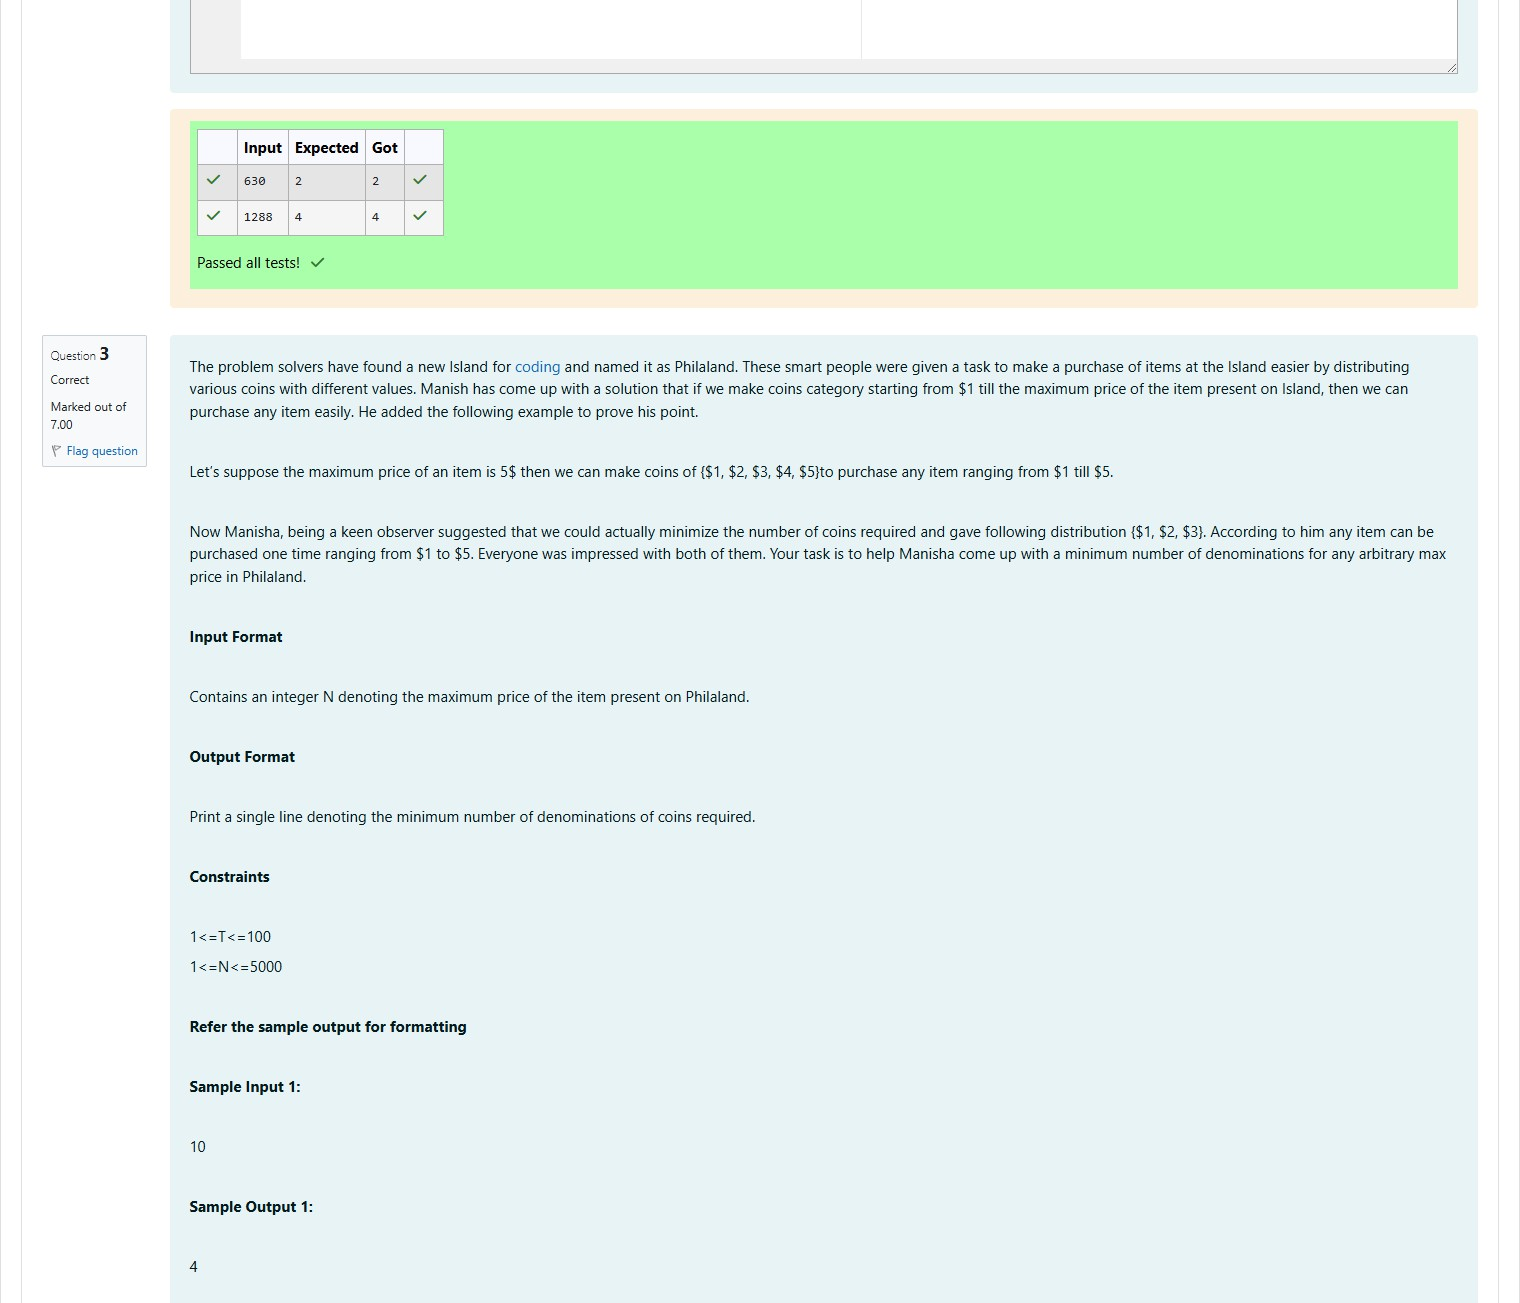 Input Expected Got
630 2 2
1288 4 4
Passed all tests!
Question 3
Correct
Marked out of
7.00
Flag question
The problem solvers have found a new Island for coding and named it as Philaland. These smart people were given a task to make a purchase of items at the Island easier by distributing
various coins with different values. Manish has come up with a solution that if we make coins category starting from $1 till the maximum price of the item present on Island, then we can
purchase any item easily. He added the following example to prove his point.
Let's suppose the maximum price of an item is 5$ then we can make coins of {$1, $2, $3, $4, $5}to purchase any item ranging from $1 till $5.
Now Manisha, being a keen observer suggested that we could actually minimize the number of coins required and gave following distribution {$1, $2, $3}. According to him any item can be
purchased one time ranging from $1 to $5. Everyone was impressed with both of them. Your task is to help Manisha come up with a minimum number of denominations for any arbitrary max
price in Philaland.
Input Format
Contains an integer N denoting the maximum price of the item present on Philaland.
Output Format
Print a single line denoting the minimum number of denominations of coins required.
Constraints
1<=T<=100
1<=N<=5000
Refer the sample output for formatting
Sample Input 1:
10
Sample Output 1:
4